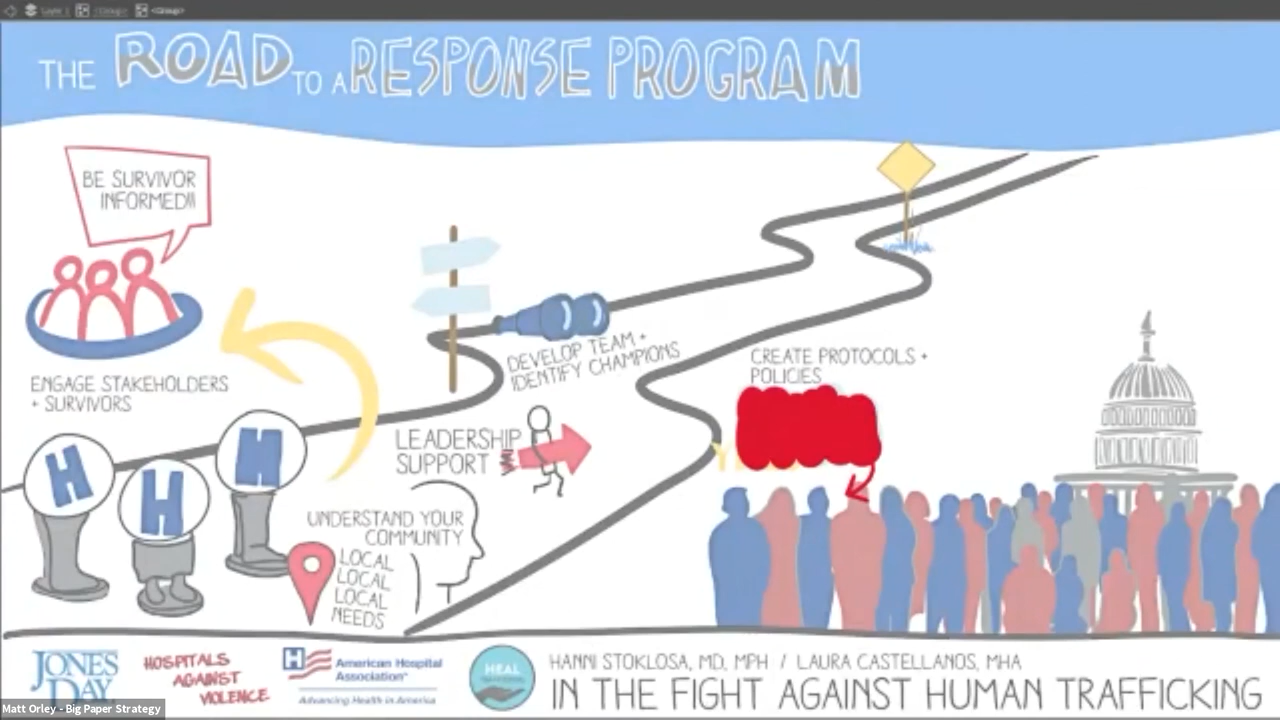 THE ROAD TO A RESPONSE PROGRAM
BE SURVIVOR
INFORMED!!
ENGAGE STAKEHOLDERS
+ SURVIVORS
H
H
H
DEVELOP TEAM +
IDENTIFY CHAMPIONS
LEADERSHIP
SUPPORT
UNDERSTAND YOUR
COMMUNITY
LOCAL
LOCAL
LOCAL
NEEDS
CREATE PROTOCOLS +
POLICIES
JONES
DAY
HOSPITALS
AGAINST
VIOLENCE
H
American Hospital
Association
Advancing Health in America
HEAL
HANNI STOKLOSA, MD, MPH / LAURA CASTELLANOS, MHA
IN THE FIGHT AGAINST HUMAN TRAFFICKING
Matt Orley - Big Paper Strategy